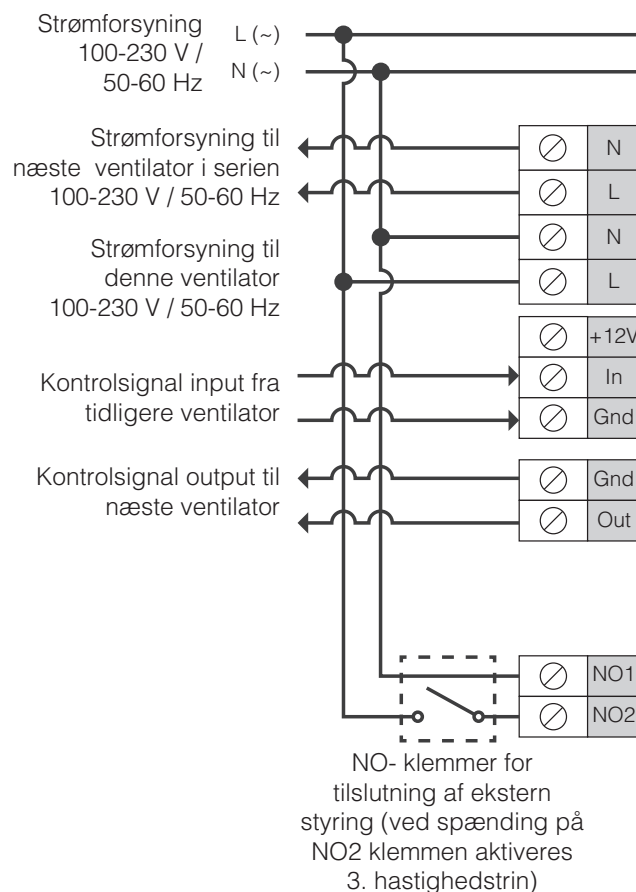 Strømforsyning
100-230 V /
50-60 Hz
L (~)
N (~)
Strømforsyning til
næste ventilator i serien
100-230 V / 50-60 Hz
N
L
Strømforsyning til
denne ventilator
100-230 V / 50-60 Hz
N
L
+12V
Kontrolsignal input fra
tidligere ventilator
In
Gnd
Kontrolsignal output til
næste ventilator
Gnd
Out
NO1
NO2
NO- klemmer for
tilslutning af ekstern
styring (ved spænding på
NO2 klemmen aktiveres
3. hastighedstrin)